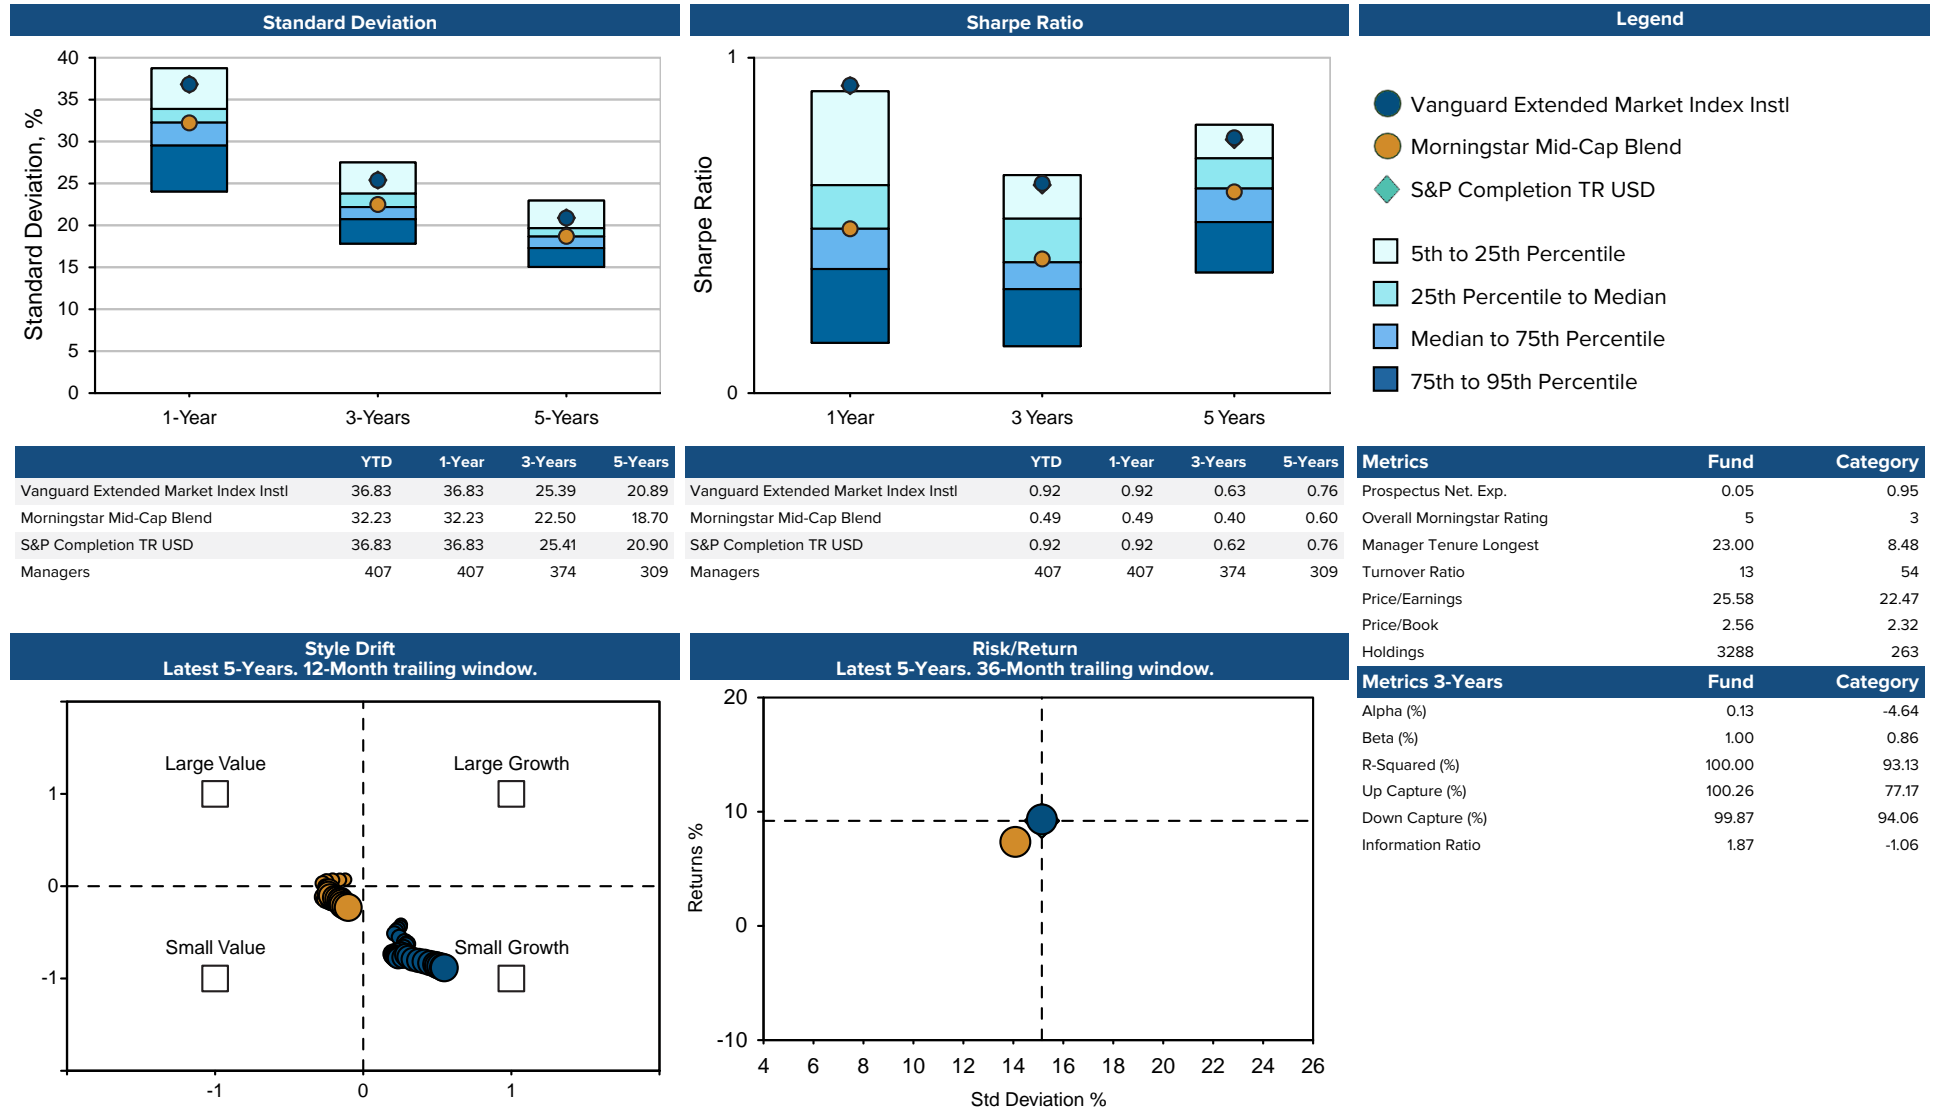 Standard Deviation
40
35
30
25
20
15
10
5
0
Standard Deviation, %
1-Year 3-Years 5-Years
Sharpe Ratio
1
0
Sharpe Ratio
1Year 3 Years 5 Years
Legend
Vanguard Extended Market Index Instl
Morningstar Mid-Cap Blend
S&P Completion TR USD
5th to 25th Percentile
25th Percentile to Median
Median to 75th Percentile
75th to 95th Percentile
YTD 1-Year 3-Years 5-Years
Vanguard Extended Market Index Instl 36.83 36.83 25.39 20.89
Morningstar Mid-Cap Blend 32.23 32.23 22.50 18.70
S&P Completion TR USD 36.83 36.83 25.41 20.90
Managers 407 407 374 309
YTD 1-Year 3-Years 5-Years
Vanguard Extended Market Index Instl 0.92 0.92 0.63 0.76
Morningstar Mid-Cap Blend 0.49 0.49 0.40 0.60
S&P Completion TR USD 0.92 0.92 0.62 0.76
Managers 407 407 374 309
Metrics Fund Category
Prospectus Net. Exp. 0.05 0.95
Overall Morningstar Rating 5 3
Manager Tenure Longest 23.00 8.48
Turnover Ratio 13 54
Price/Earnings 25.58 22.47
Price/Book 2.56 2.32
Holdings 3288 263
Metrics 3-Years Fund Category
Alpha (%) 0.13 -4.64
Beta (%) 1.00 0.86
R-Squared (%) 100.00 93.13
Up Capture (%) 100.26 77.17
Down Capture (%) 99.87 94.06
Information Ratio 1.87 -1.06
Style Drift
Latest 5-Years. 12-Month trailing window.
Large Value Large Growth
1
0
Small Value Small Growth
-1
-1 0 1
Risk/Return
Latest 5-Years. 36-Month trailing window.
20
10
0
-10
Returns %
4 6 8 10 12 14 16 18 20 22 24 26
Std Deviation %